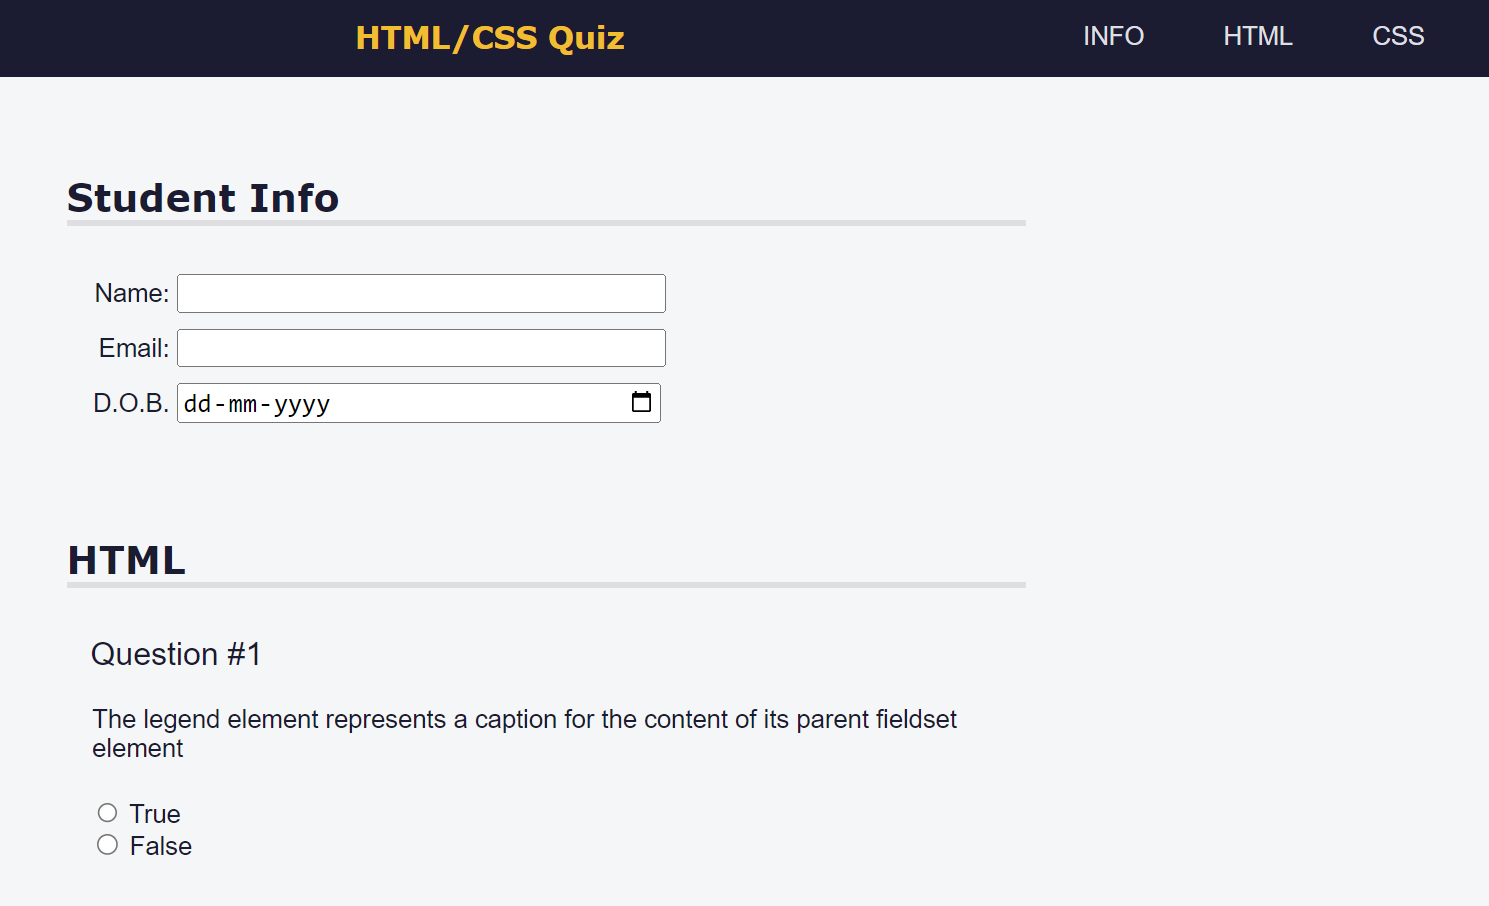 HTML/CSS Quiz
INFO
HTML
CSS
Student Info
Name:
Email:
D.O.B. dd-mm-yyyy
HTML
Question #1
The legend element represents a caption for the content of its parent fieldset
element
True
False